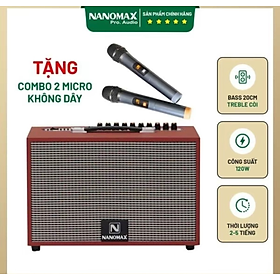 NANOMAX
Pro. Audio
SẢN PHẨM CHÍNH HÃNG
TẶNG
COMBO 2 MICRO
KHÔNG DÂY
BASS 20CM
TREBLE CÒI
CÔNG SUẤT
120W
THỜI LƯỢNG
2-5 TIẾNG
N
NANOMAX